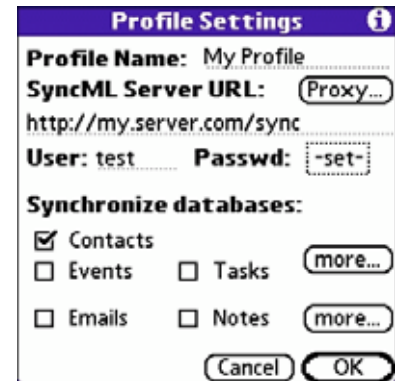 Profile Settings i
Profile Name: My Profile
SyncML Server URL: Proxy...
http://my.server.com/sync
User: test Passwd: -set-
Synchronize databases:
Contacts
Events Tasks more...
Emails Notes more...
Cancel OK